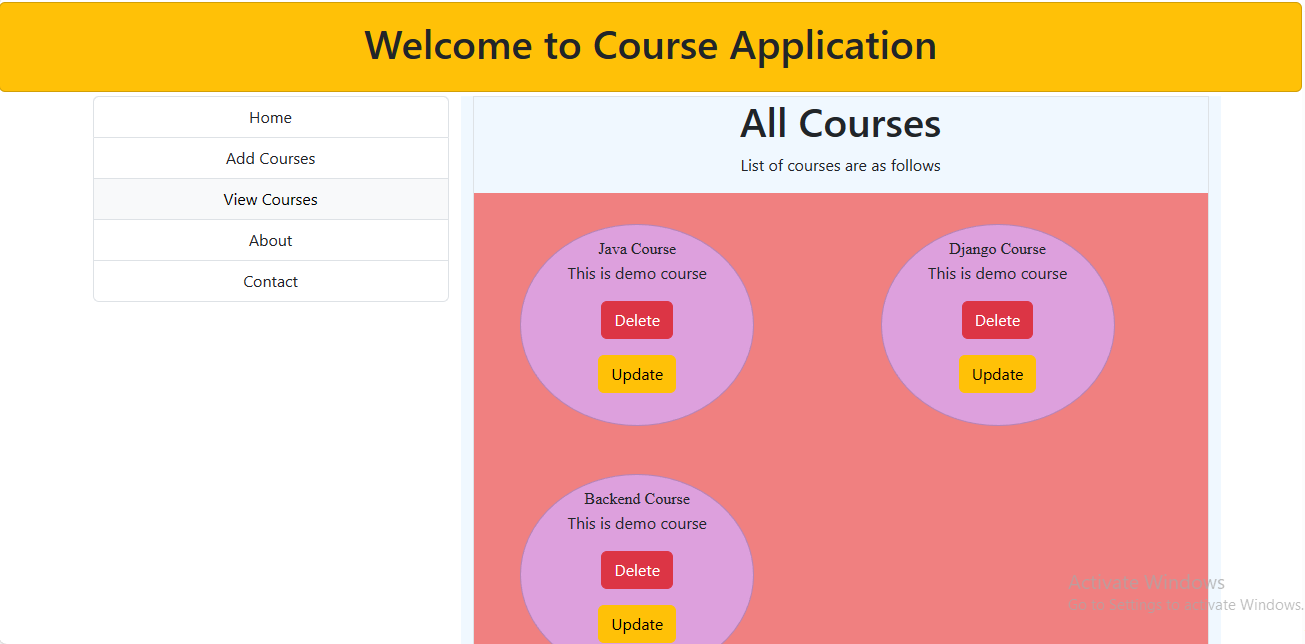 Welcome to Course Application
Home
Add Courses
View Courses
About
Contact
All Courses
List of courses are as follows
Java Course
This is demo course
Delete
Update
Django Course
This is demo course
Delete
Update
Backend Course
This is demo course
Delete
Update
Activate Windows
Go to Settings to activate Windows.